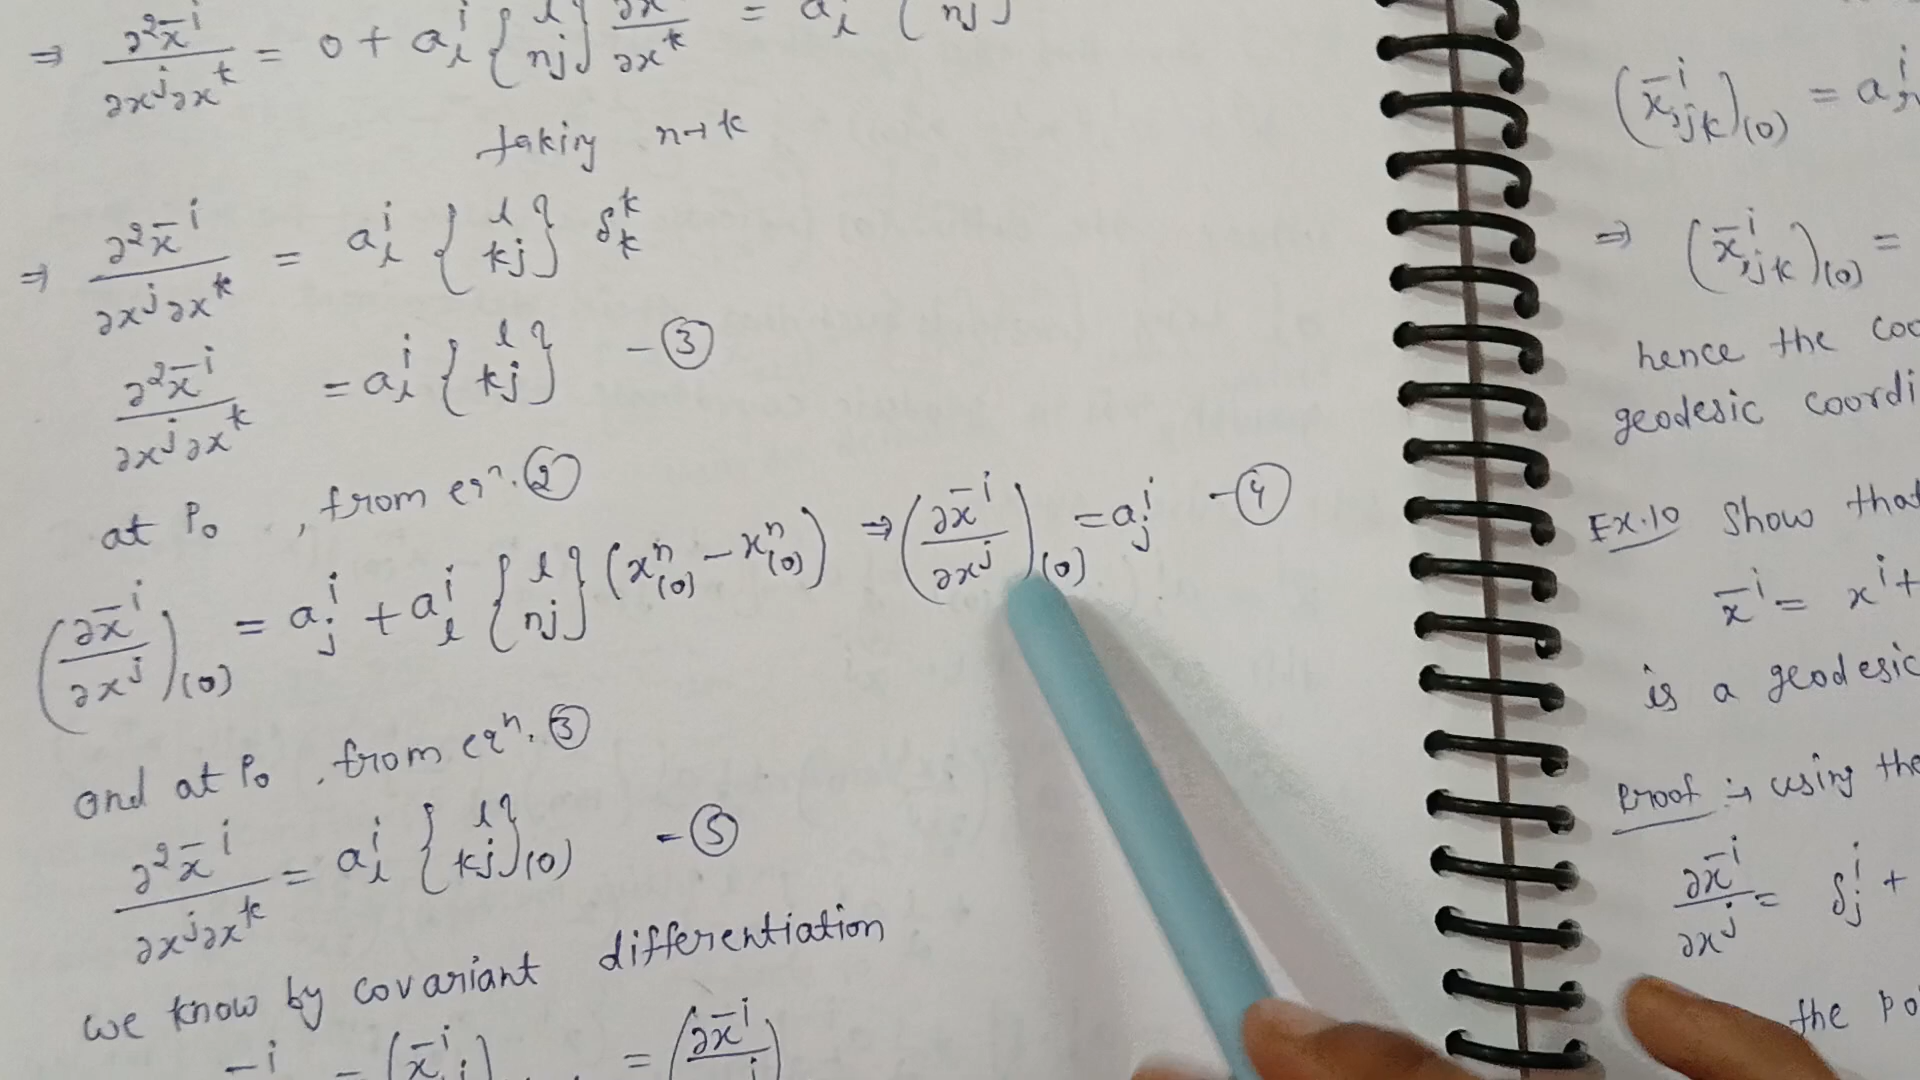 ⇒ ∂²x̄ⁱ/∂xʲ∂xᵏ = 0 + aⁱₗ {l nj} ∂x/∂xᵏ = aⁱₗ { nj
taking n→k
⇒ ∂²x̄ⁱ/∂xʲ∂xᵏ = aⁱₗ {l kj} δᵏₖ
∂²x̄ⁱ/∂xʲ∂xᵏ = aⁱₗ {l kj} - ③
at P₀, from eqⁿ. ②
(∂x̄ⁱ/∂xʲ)₍₀₎ = aⁱⱼ + aⁱₗ {l nj} (xⁿ₍₀₎ - xⁿ₍₀₎) ⇒ (∂x̄ⁱ/∂xʲ)₍₀₎ = aⁱⱼ - ④
and at P₀, from eqⁿ. ③
∂²x̄ⁱ/∂xʲ∂xᵏ = aⁱₗ {l kj}₍₀₎ - ⑤
we know by covariant differentiation
= (∂x̄ⁱ
(x̄ⁱ,jk)₍₀₎ = aⁱ
⇒ (x̄ⁱ,jk)₍₀₎ =
hence the coo
geodesic coordi
Ex.10 Show that
x̄ⁱ = xⁱ +
is a geodesic
Proof :→ using the
∂x̄ⁱ/∂xʲ = δⁱⱼ +
the po